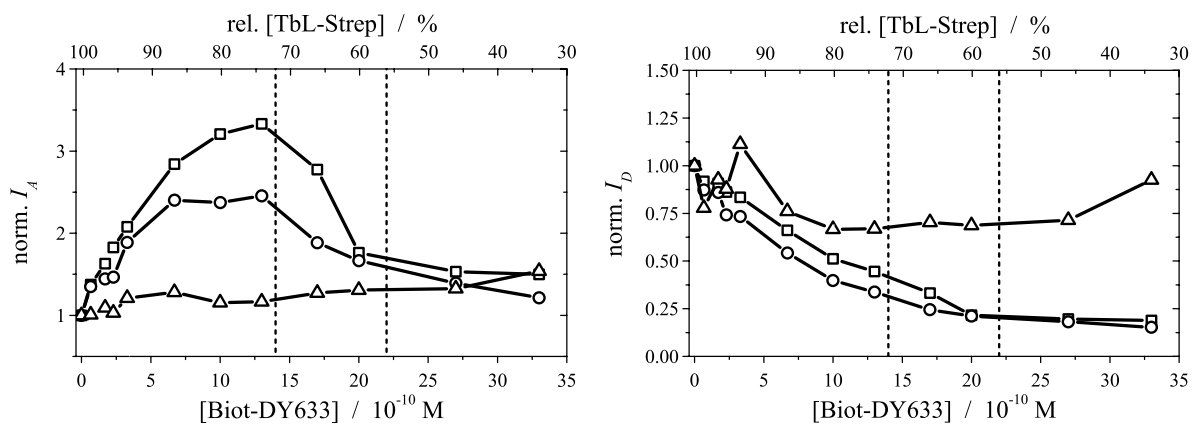 rel. [TbL-Strep] / %
100 90 80 70 60 50 40 30
4
3
2
1
norm. I_A
0 5 10 15 20 25 30 35
[Biot-DY633] / 10⁻¹⁰ M
rel. [TbL-Strep] / %
100 90 80 70 60 50 40 30
1.50
1.25
1.00
0.75
0.50
0.25
0.00
norm. I_D
0 5 10 15 20 25 30 35
[Biot-DY633] / 10⁻¹⁰ M